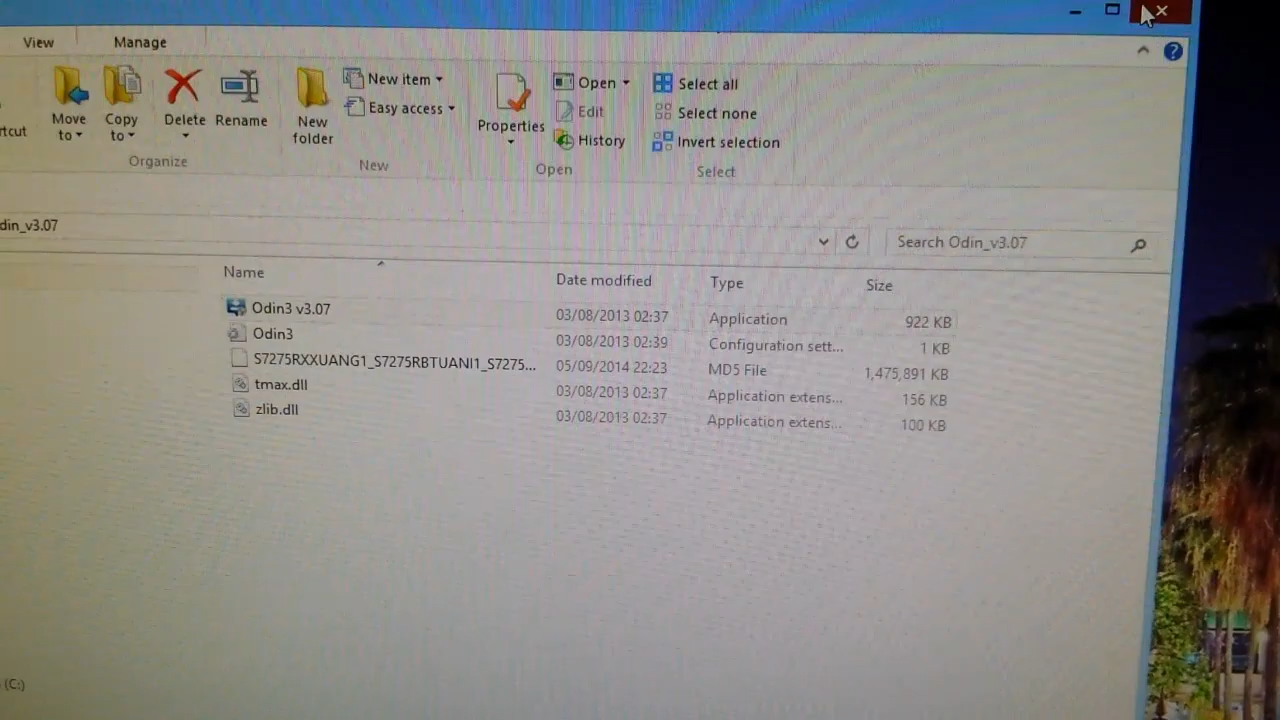 View Manage
Move to
Copy to
Delete
Rename
New folder
New item
Easy access
Properties
Open
Edit
History
Select all
Select none
Invert selection
Organize New Open Select
Search Odin_v3.07
Name Date modified Type Size
Odin3 v3.07 03/08/2013 02:37 Application 922 KB
Odin3 03/08/2013 02:39 Configuration sett... 1 KB
S7275RXXUANG1_S7275RBTUANI1_S7275... 05/09/2014 22:23 MD5 File 1,475,891 KB
tmax.dll 03/08/2013 02:37 Application extens... 156 KB
zlib.dll 03/08/2013 02:37 Application extens... 100 KB
(C:)